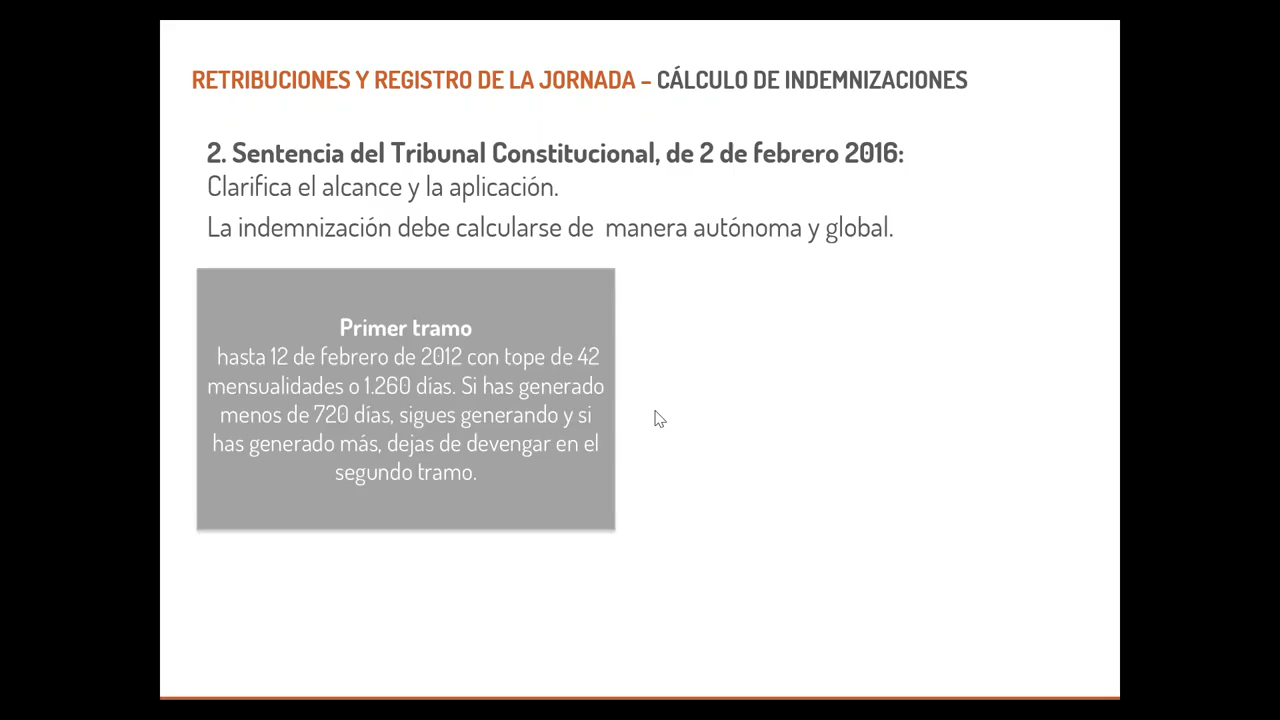 RETRIBUCIONES Y REGISTRO DE LA JORNADA – CÁLCULO DE INDEMNIZACIONES
2. Sentencia del Tribunal Constitucional, de 2 de febrero 2016:
Clarifica el alcance y la aplicación.
La indemnización debe calcularse de  manera autónoma y global.
Primer tramo
hasta 12 de febrero de 2012 con tope de 42
mensualidades o 1.260 días. Si has generado
menos de 720 días, sigues generando y si
has generado más, dejas de devengar en el
segundo tramo.